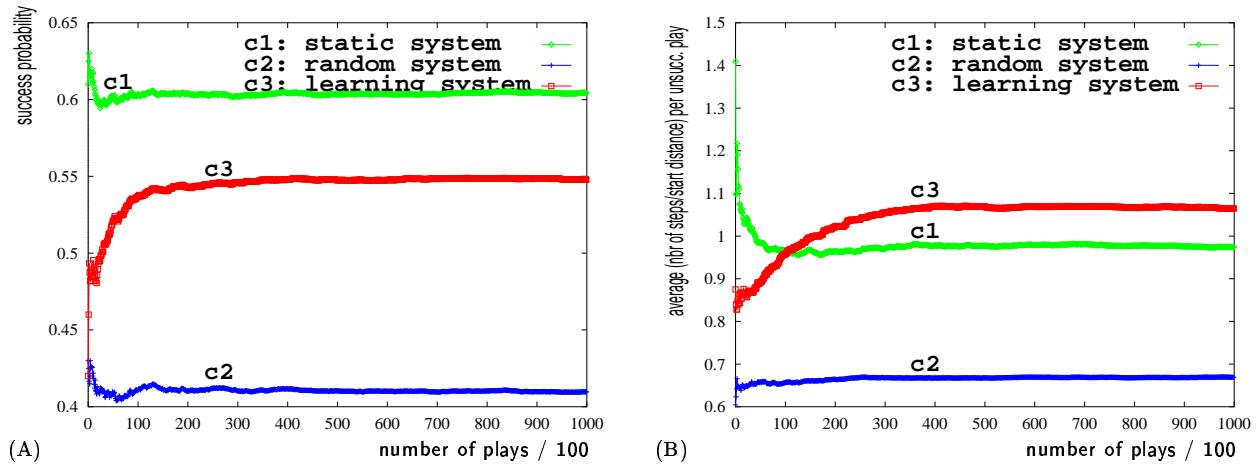 success probability
0.65
0.6
0.55
0.5
0.45
0.4
c1: static system
c2: random system
c3: learning system
c1
c3
c2
0 100 200 300 400 500 600 700 800 900 1000
(A) number of plays / 100
average (nbr of steps/start distance) per unsucc. play
1.5
1.4
1.3
1.2
1.1
1
0.9
0.8
0.7
0.6
c1: static system
c2: random system
c3: learning system
c3
c1
c2
0 100 200 300 400 500 600 700 800 900 1000
(B) number of plays / 100